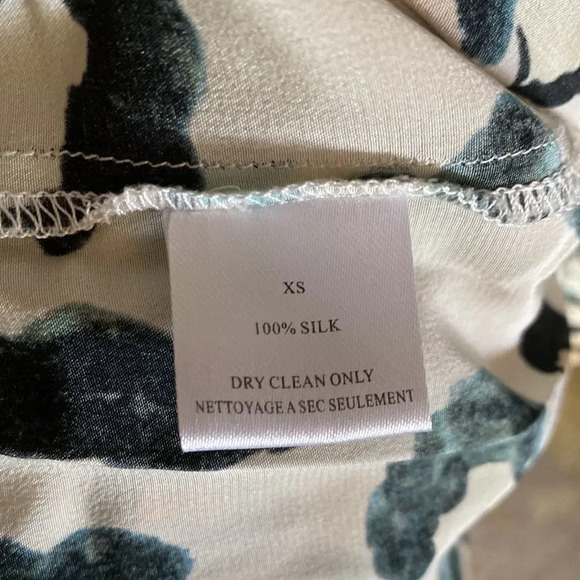 XS
100% SILK
DRY CLEAN ONLY
NETTOYAGE A SEC SEULEMENT